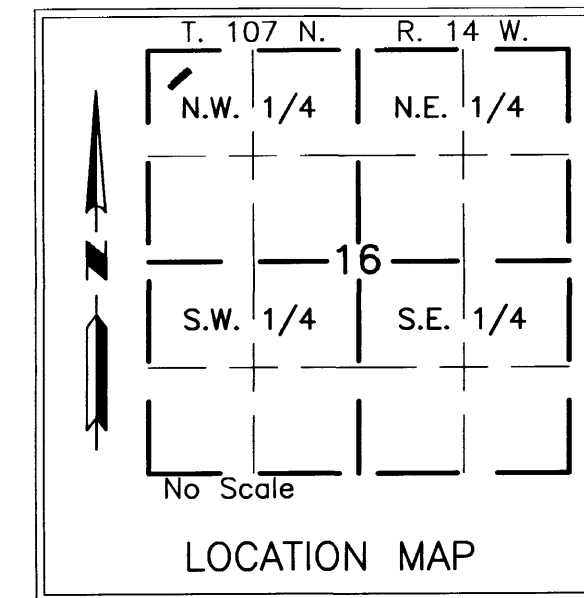 T. 107 N. R. 14 W.
N.W. 1/4 N.E. 1/4
N
16
S.W. 1/4 S.E. 1/4
No Scale
LOCATION MAP